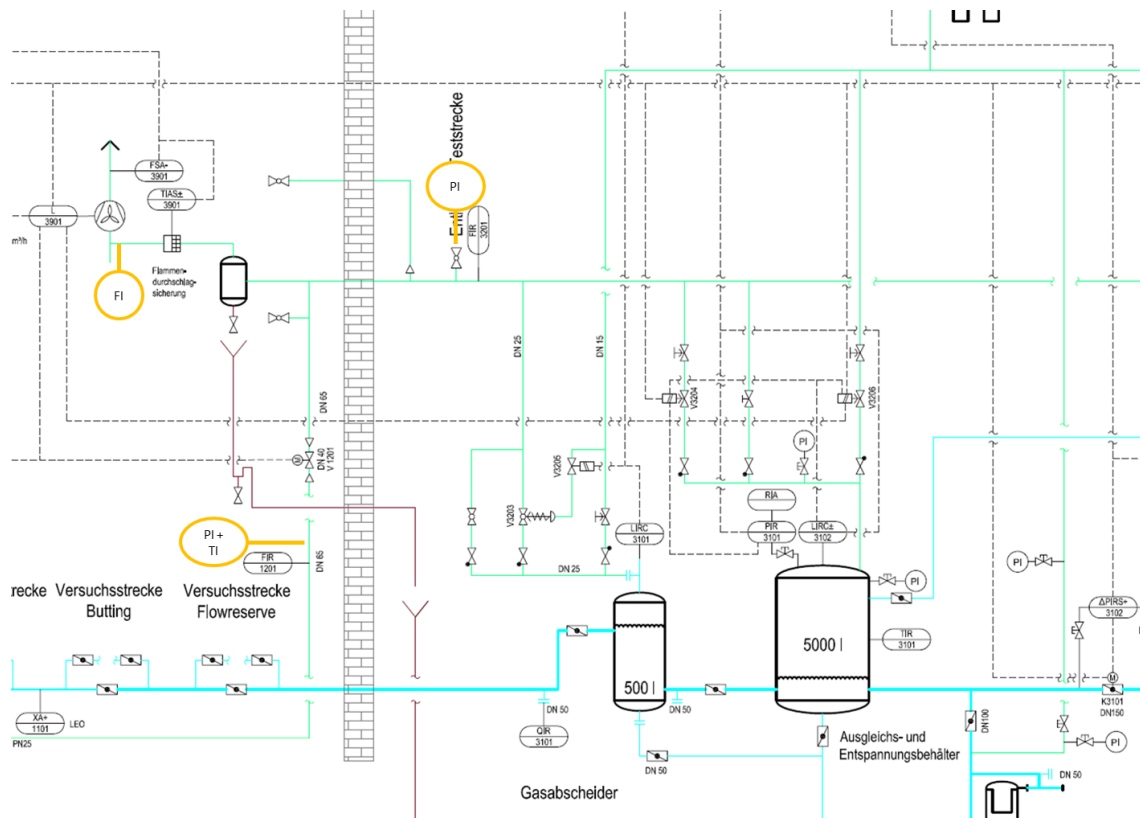 FSA-
3901
TIAS±
3901
3901
m³/h
FI
Flammen-
durchschlag-
sicherung
PI
Teststrecke
FIR
3201
DN 65
DN 40
V 1201
M
DN 25
DN 15
V3204
V3206
V3205
V3203
PI
RIA
PIR
3101
LIRC±
3102
LIRC
3101
DN 25
PI +
TI
FIR
1201
DN 65
PI
PI
ΔPIRS+
3102
TIR
3101
recke
Versuchsstrecke
Butting
Versuchsstrecke
Flowreserve
5000 l
500 l
M
K3101
DN150
XA+
1101
LEO
PN25
DN 50
QIR
3101
DN 50
DN100
Ausgleichs- und
Entspannungsbehälter
PI
DN 50
DN 50
Gasabscheider